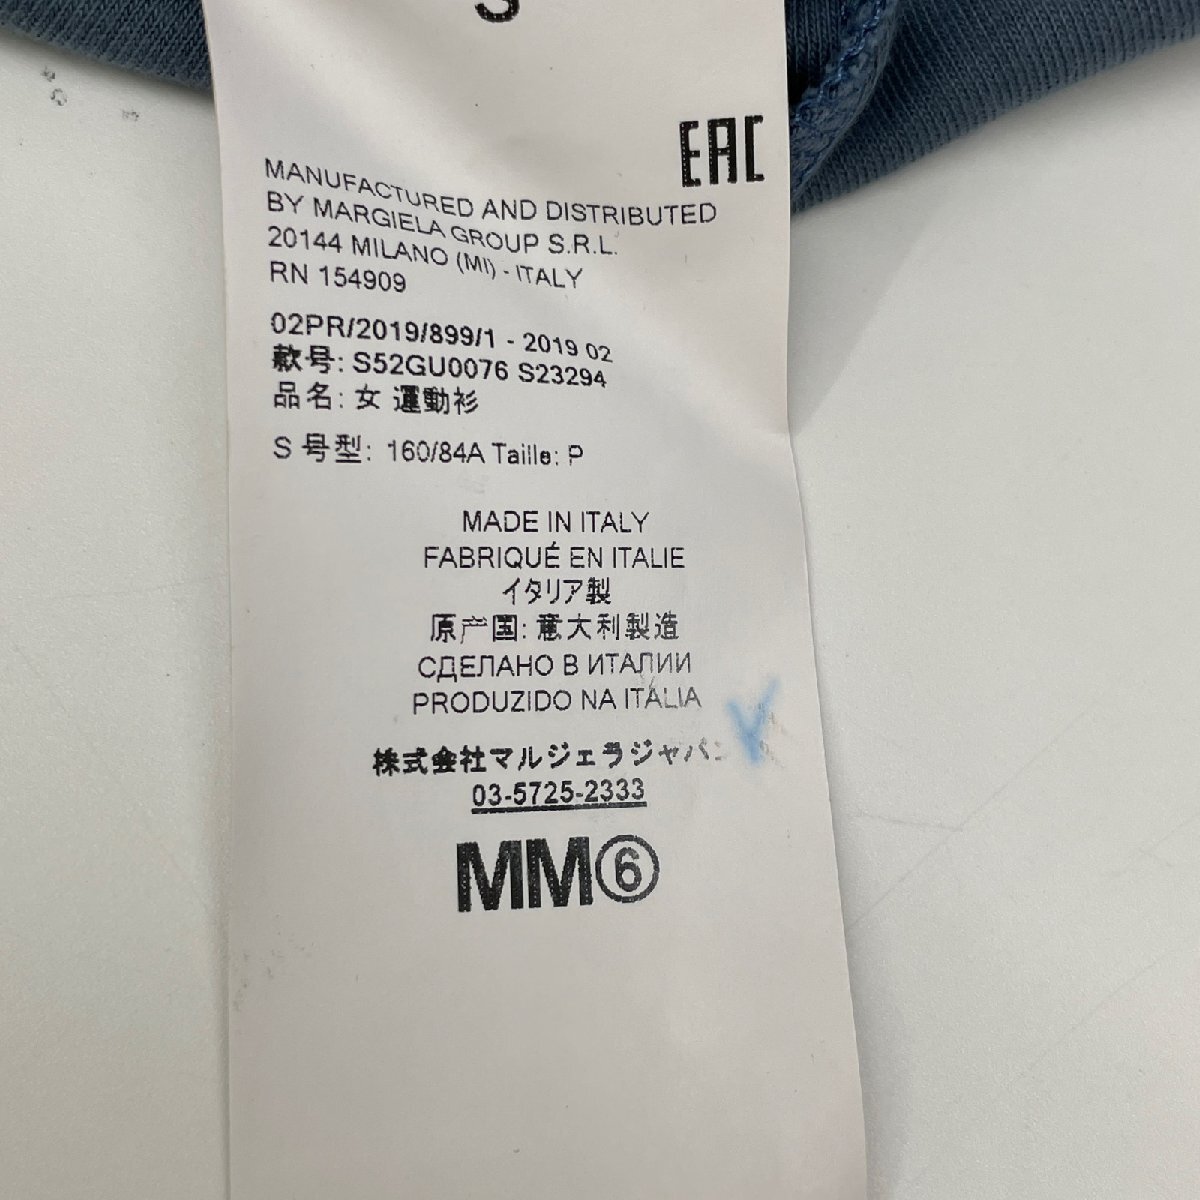 S
EAC
MANUFACTURED AND DISTRIBUTED
BY MARGIELA GROUP S.R.L.
20144 MILANO (MI) - ITALY
RN 154909
02PR/2019/899/1 - 2019 02
款号: S52GU0076 S23294
品名: 女 運動衫
S 号型: 160/84A Taille: P
MADE IN ITALY
FABRIQUÉ EN ITALIE
イタリア製
原产国: 意大利製造
СДЕЛАНО В ИТАЛИИ
PRODUZIDO NA ITÁLIA
株式会社マルジェラジャパン
03-5725-2333
MM⑥